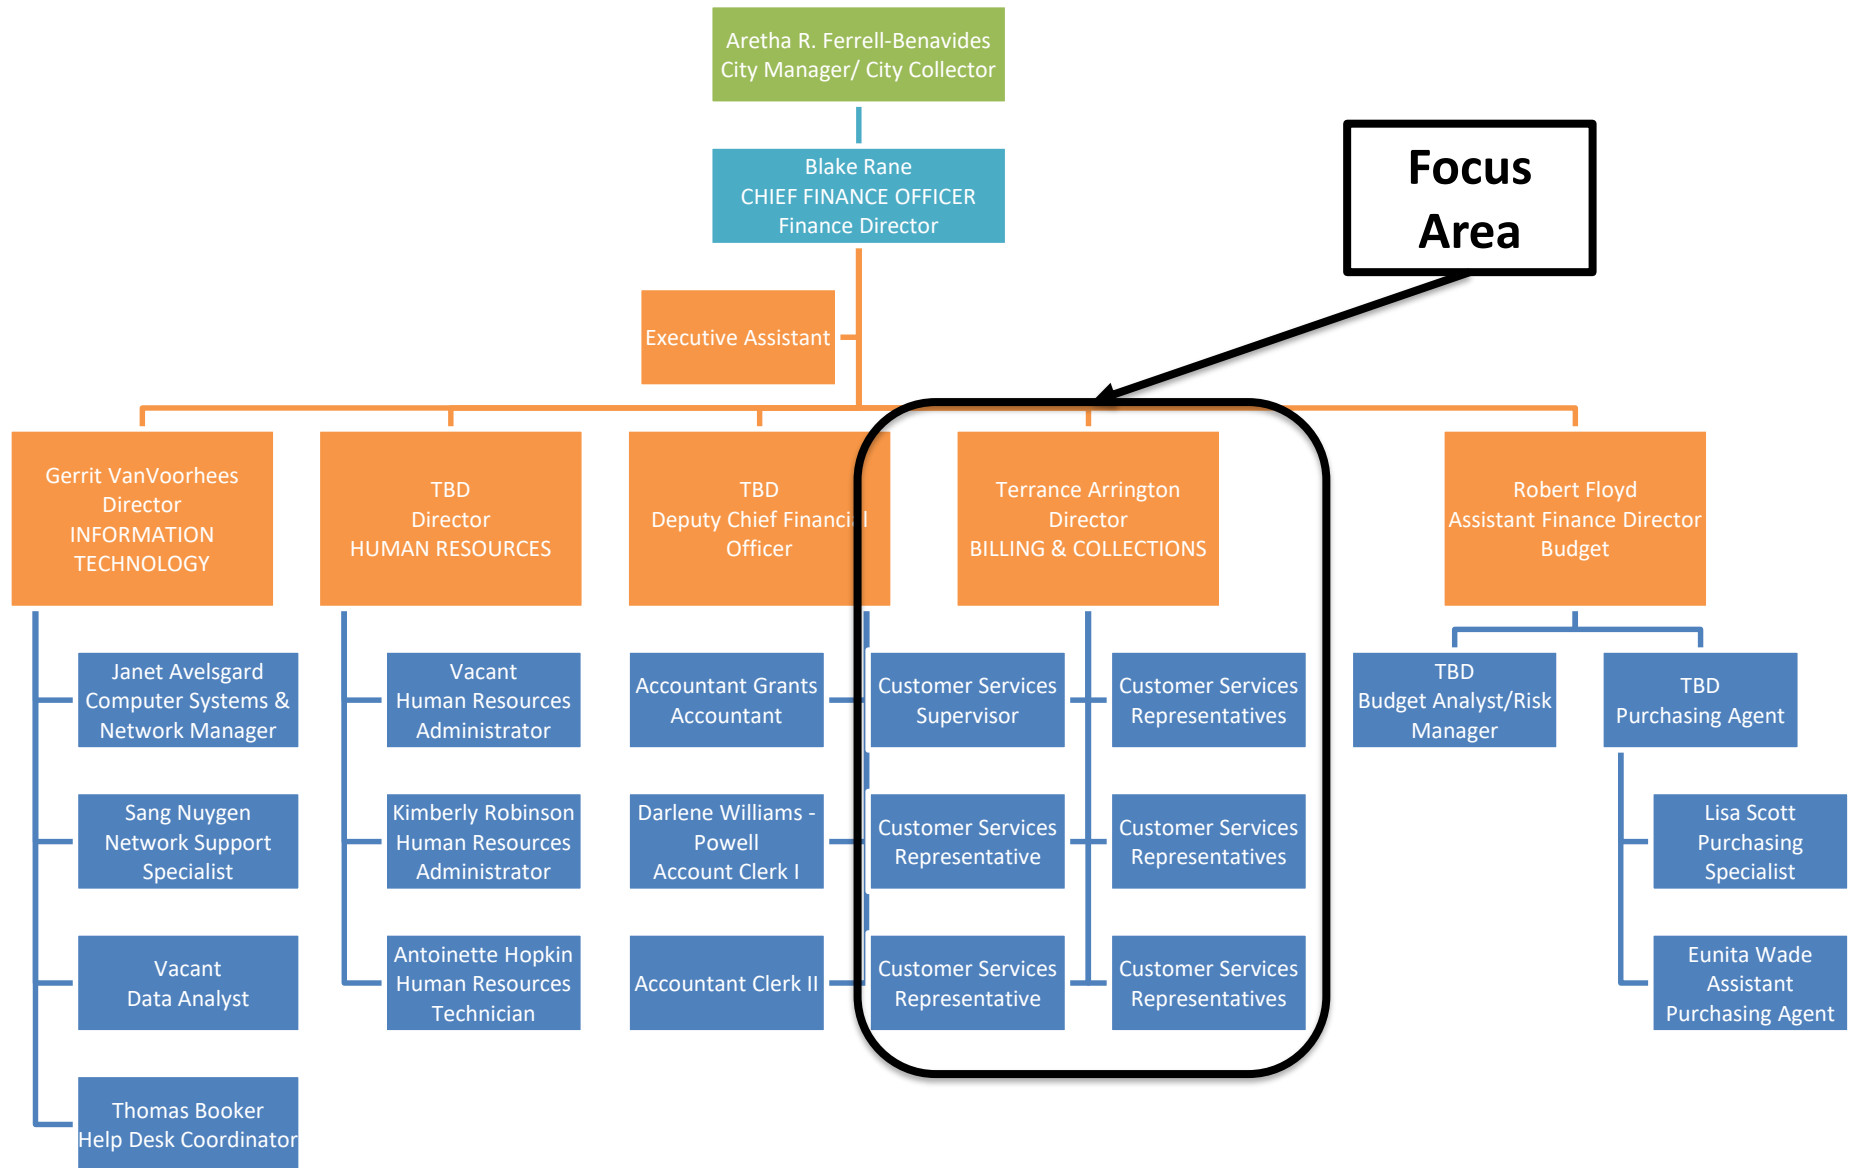 Aretha R. Ferrell-Benavides
City Manager/ City Collector
Blake Rane
CHIEF FINANCE OFFICER
Finance Director
Focus
Area
Executive Assistant
Gerrit VanVoorhees
Director
INFORMATION
TECHNOLOGY
TBD
Director
HUMAN RESOURCES
TBD
Deputy Chief Financial
Officer
Terrance Arrington
Director
BILLING & COLLECTIONS
Robert Floyd
Assistant Finance Director
Budget
Janet Avelsgard
Computer Systems &
Network Manager
Vacant
Human Resources
Administrator
Accountant Grants
Accountant
Customer Services
Supervisor
Customer Services
Representatives
TBD
Budget Analyst/Risk
Manager
TBD
Purchasing Agent
Sang Nuygen
Network Support
Specialist
Kimberly Robinson
Human Resources
Administrator
Darlene Williams -
Powell
Account Clerk I
Customer Services
Representative
Customer Services
Representatives
Lisa Scott
Purchasing
Specialist
Vacant
Data Analyst
Antoinette Hopkin
Human Resources
Technician
Accountant Clerk II
Customer Services
Representative
Customer Services
Representatives
Eunita Wade
Assistant
Purchasing Agent
Thomas Booker
Help Desk Coordinator